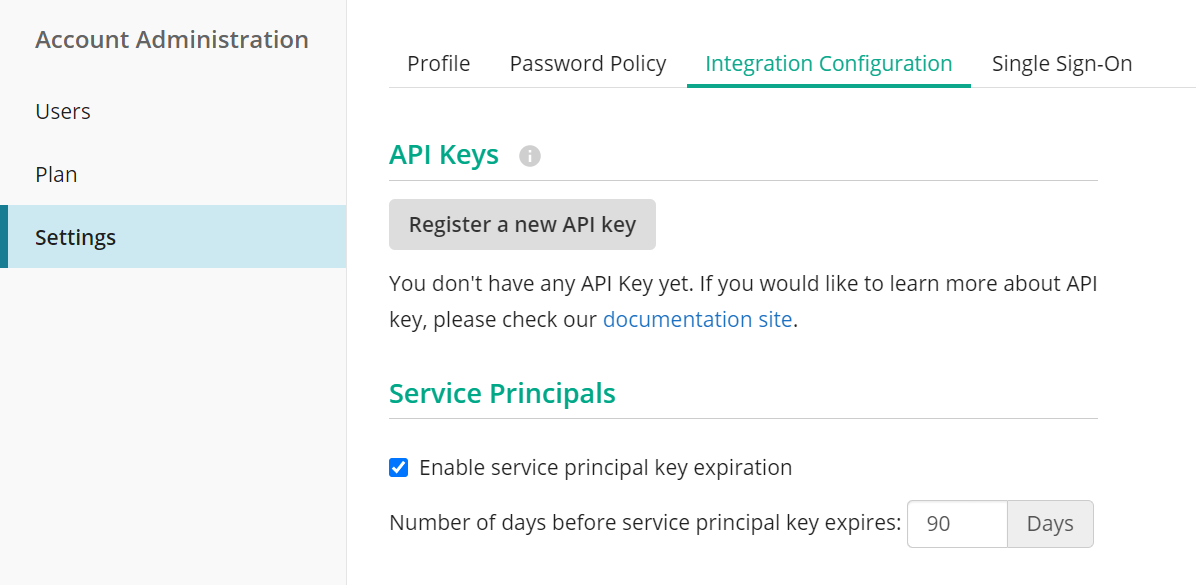 Account Administration
Users
Plan
Settings
Profile Password Policy Integration Configuration Single Sign-On
API Keys
Register a new API key
You don't have any API Key yet. If you would like to learn more about API
key, please check our documentation site.
Service Principals
Enable service principal key expiration
Number of days before service principal key expires: 90 Days